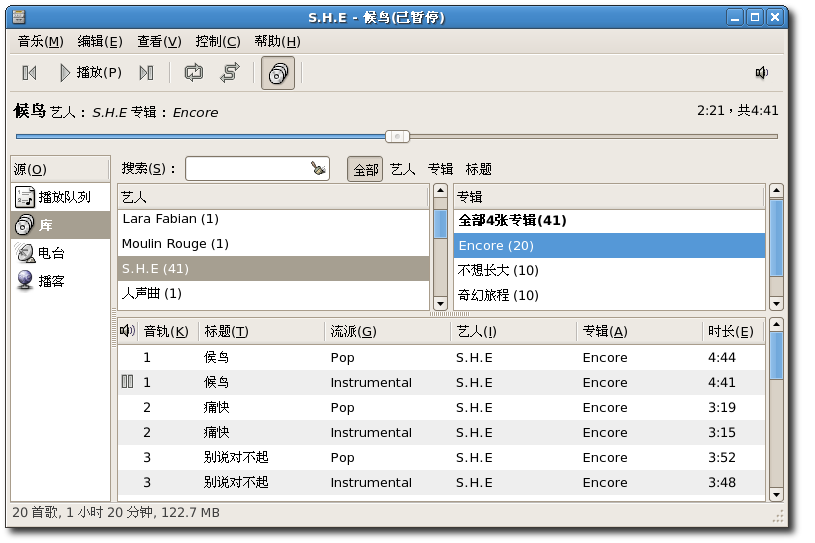 S.H.E - 候鸟(已暂停)
音乐(M) 编辑(E) 查看(V) 控制(C) 帮助(H)
播放(P)
候鸟 艺人：S.H.E 专辑：Encore 2:21，共4:41
源(O)
播放队列
库
电台
播客
搜索(S)： 全部 艺人 专辑 标题
艺人
Lara Fabian (1)
Moulin Rouge (1)
S.H.E (41)
人声曲 (1)
专辑
全部4张专辑(41)
Encore (20)
不想长大 (10)
奇幻旅程 (10)
音轨(K) 标题(T) 流派(G) 艺人(I) 专辑(A) 时长(E)
1 候鸟 Pop S.H.E Encore 4:44
1 候鸟 Instrumental S.H.E Encore 4:41
2 痛快 Pop S.H.E Encore 3:19
2 痛快 Instrumental S.H.E Encore 3:15
3 别说对不起 Pop S.H.E Encore 3:52
3 别说对不起 Instrumental S.H.E Encore 3:48
20 首歌, 1 小时 20 分钟, 122.7 MB